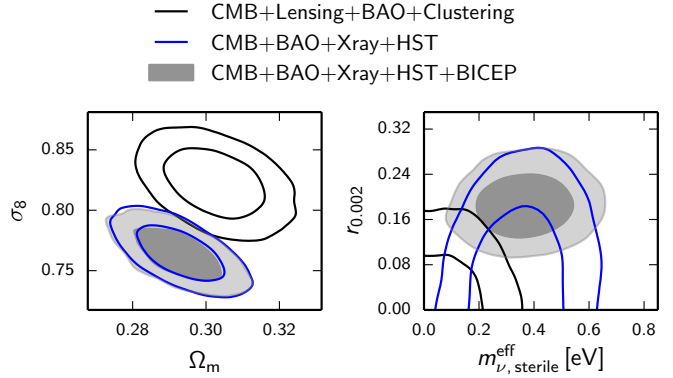 CMB+Lensing+BAO+Clustering
CMB+BAO+Xray+HST
CMB+BAO+Xray+HST+BICEP
σ8
0.85
0.80
0.75
0.28 0.30 0.32
Ωm
r0.002
0.32
0.24
0.16
0.08
0.00
0.0 0.2 0.4 0.6 0.8
m^eff_ν, sterile [eV]